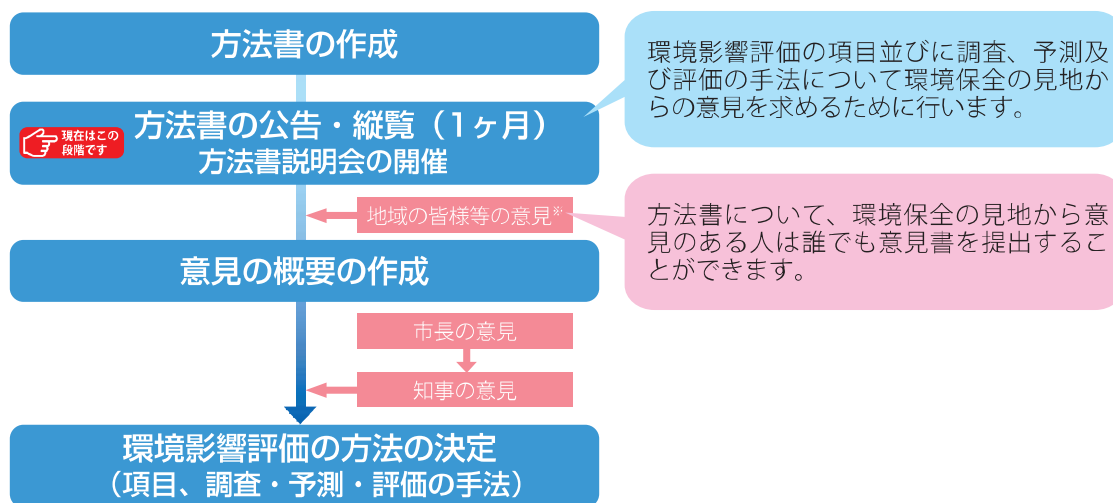 方法書の作成
環境影響評価の項目並びに調査、予測及
び評価の手法について環境保全の見地か
らの意見を求めるために行います。
現在はこの
段階です
方法書の公告・縦覧（1ヶ月）
方法書説明会の開催
地域の皆様等の意見※
方法書について、環境保全の見地から意
見のある人は誰でも意見書を提出するこ
とができます。
意見の概要の作成
市長の意見
知事の意見
環境影響評価の方法の決定
（項目、調査・予測・評価の手法）